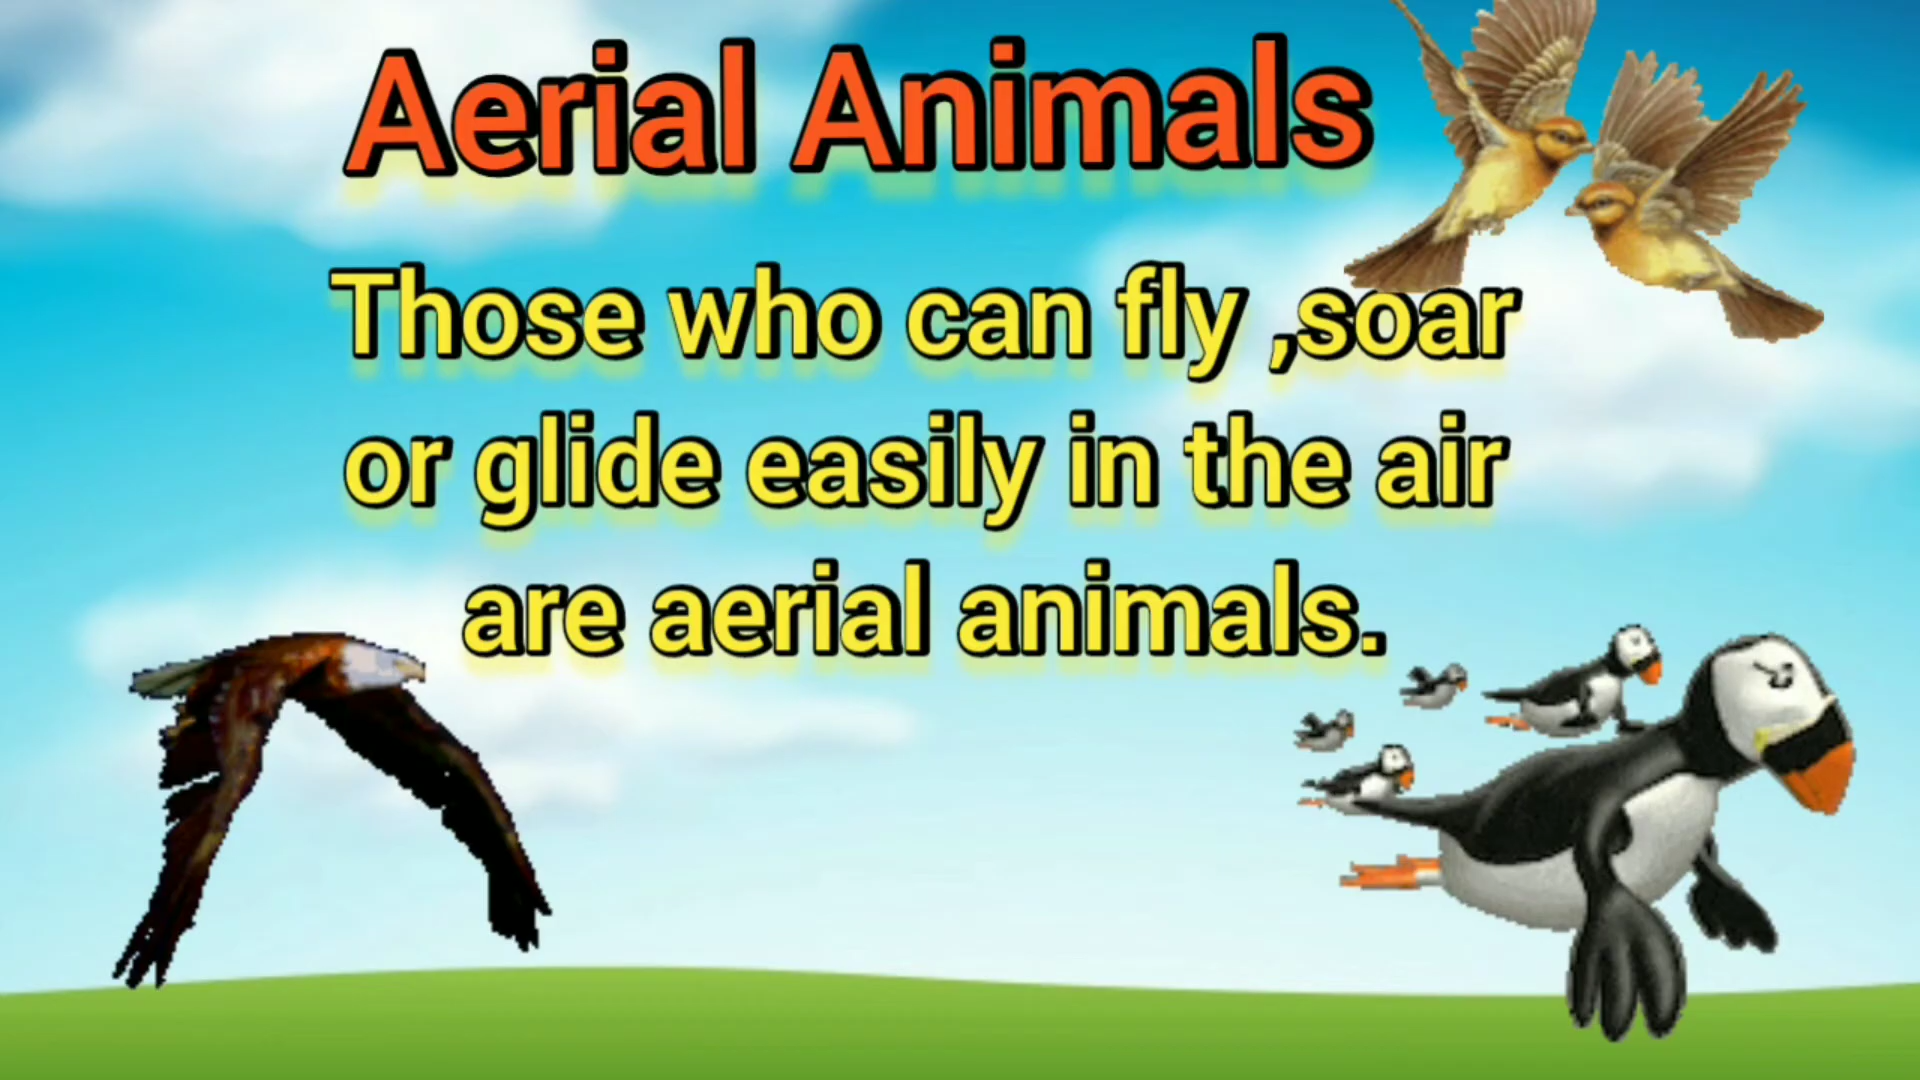 Aerial Animals
Those who can fly ,soar
or glide easily in the air
are aerial animals.